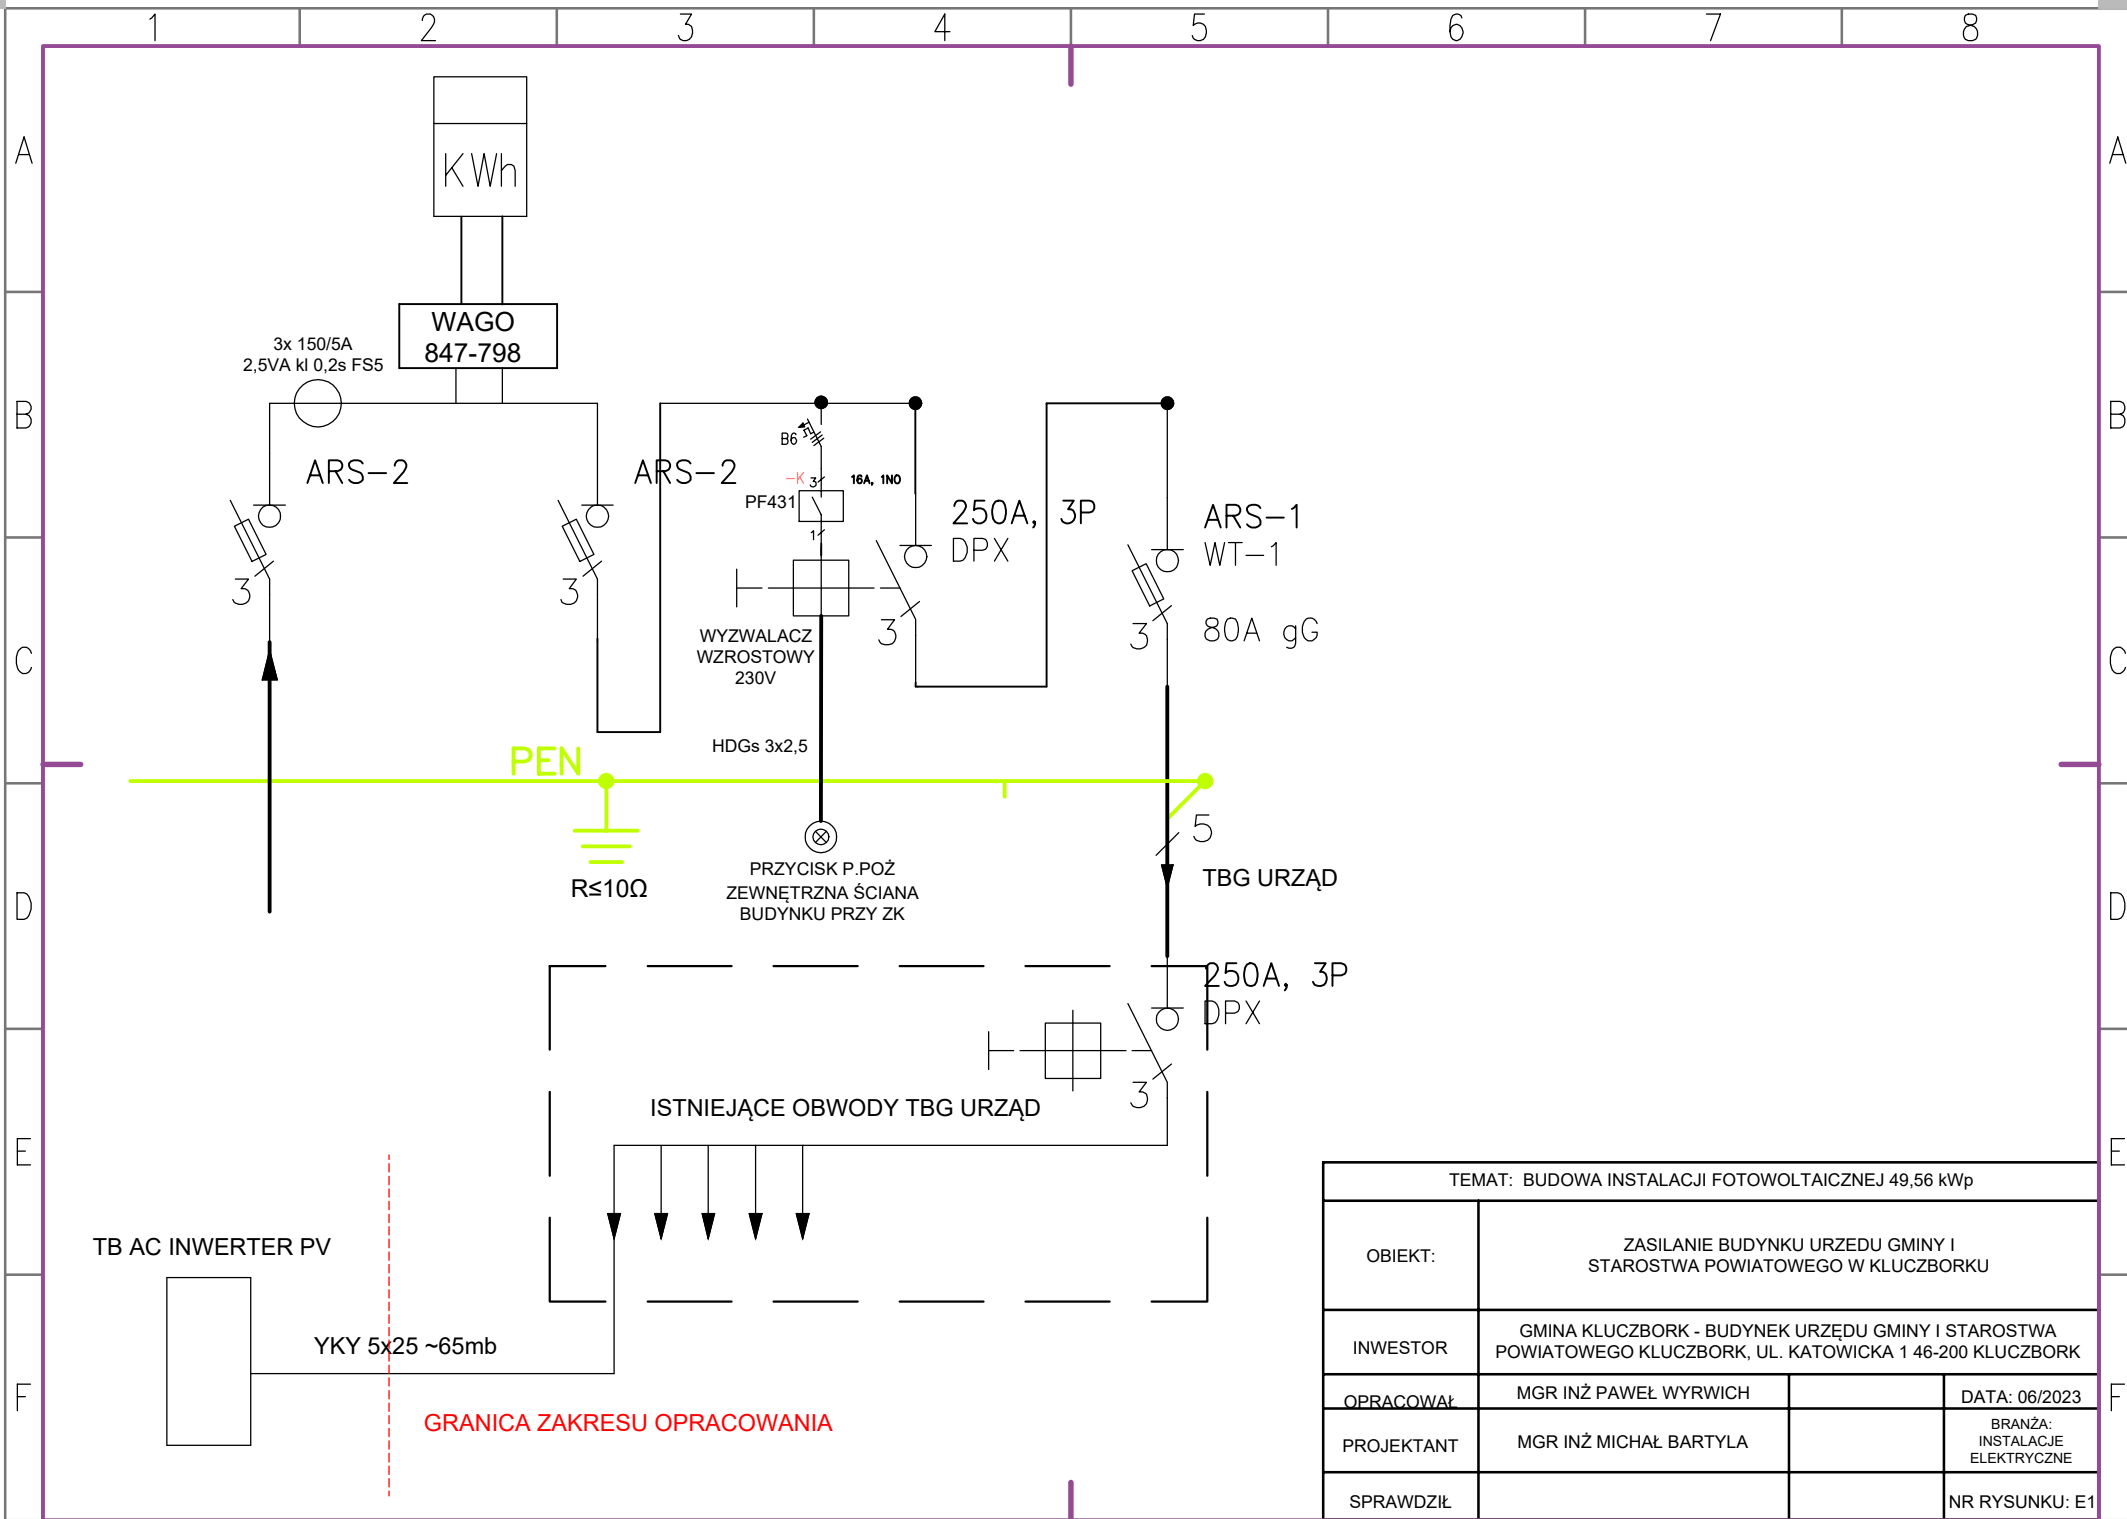 1 2 3 4 5 6 7 8
A A
KWh
WAGO
847-798
3x 150/5A
2,5VA kl 0,2s FS5
B B
B6
ARS-2 ARS-2
-K 3 16A, 1NO
PF431
1
250A, 3P
DPX
ARS-1
WT-1
80A gG
3 3 3 3
WYZWALACZ
WZROSTOWY
230V
C C
HDGs 3x2,5
PEN
R≤10Ω
PRZYCISK P.POŻ
ZEWNĘTRZNA ŚCIANA
BUDYNKU PRZY ZK
5
TBG URZĄD
D D
250A, 3P
DPX
3
ISTNIEJĄCE OBWODY TBG URZĄD
E E
TB AC INWERTER PV
YKY 5x25 ~65mb
GRANICA ZAKRESU OPRACOWANIA
F F
TEMAT: BUDOWA INSTALACJI FOTOWOLTAICZNEJ 49,56 kWp
OBIEKT:
ZASILANIE BUDYNKU URZEDU GMINY I
STAROSTWA POWIATOWEGO W KLUCZBORKU
INWESTOR
GMINA KLUCZBORK - BUDYNEK URZĘDU GMINY I STAROSTWA
POWIATOWEGO KLUCZBORK, UL. KATOWICKA 1 46-200 KLUCZBORK
OPRACOWAŁ MGR INŻ PAWEŁ WYRWICH DATA: 06/2023
PROJEKTANT MGR INŻ MICHAŁ BARTYLA
BRANŻA:
INSTALACJE
ELEKTRYCZNE
SPRAWDZIŁ NR RYSUNKU: E1